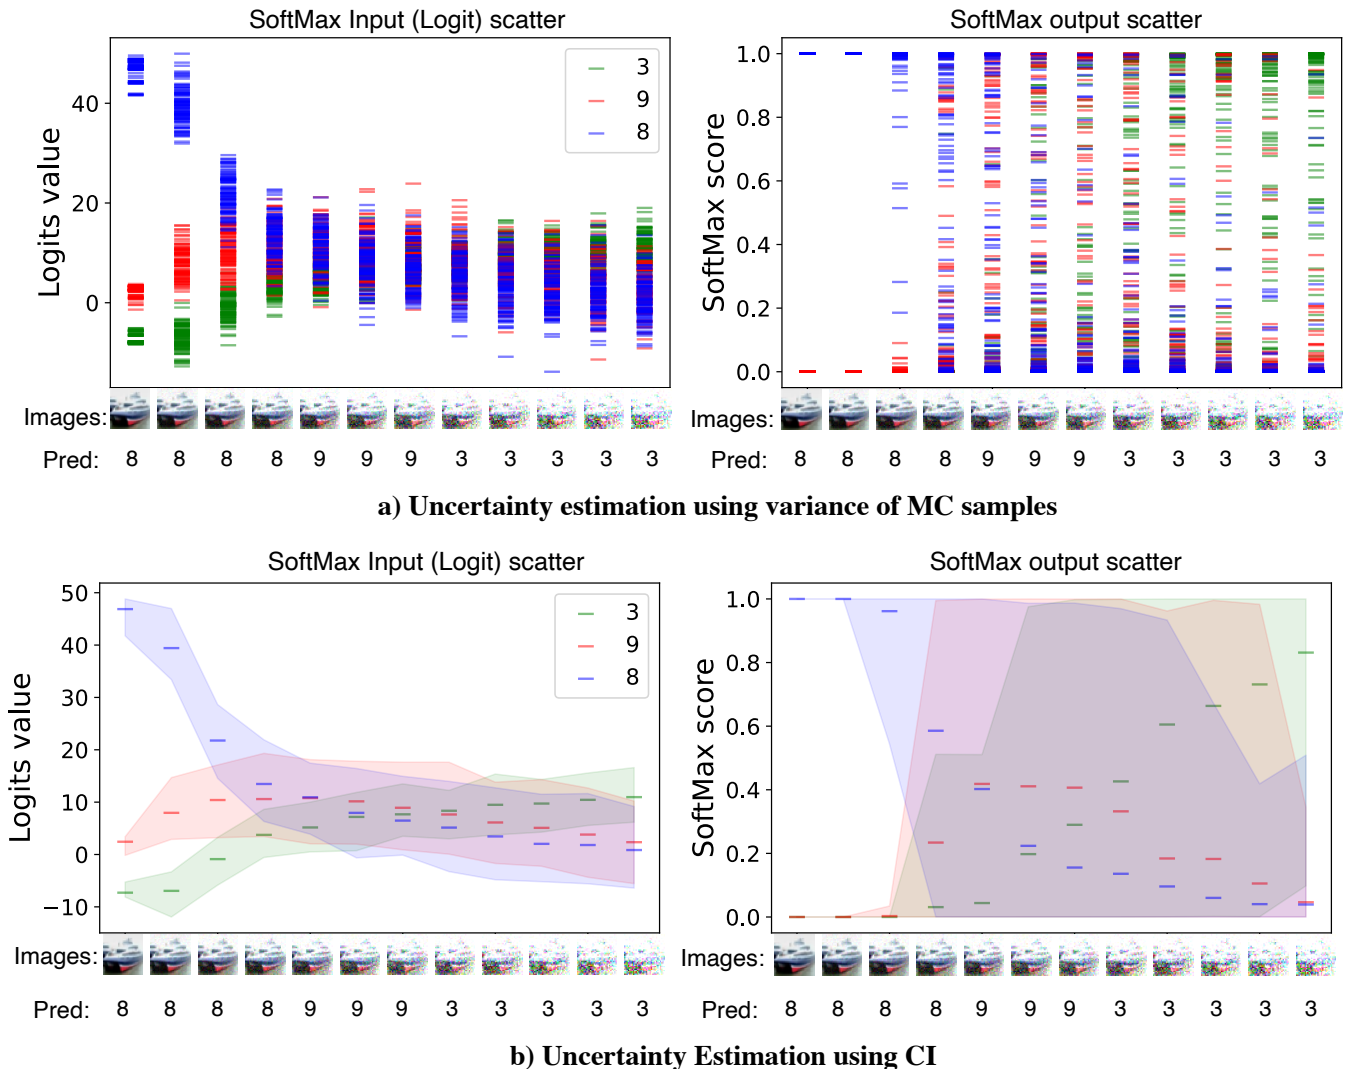 SoftMax Input (Logit) scatter
SoftMax output scatter
Logits value
40
20
0
3
9
8
SoftMax score
1.0
0.8
0.6
0.4
0.2
0.0
Images:
Images:
Pred: 8 8 8 8 9 9 9 3 3 3 3 3
Pred: 8 8 8 8 9 9 9 3 3 3 3 3
a) Uncertainty estimation using variance of MC samples
SoftMax Input (Logit) scatter
SoftMax output scatter
Logits value
50
40
30
20
10
0
−10
3
9
8
SoftMax score
1.0
0.8
0.6
0.4
0.2
0.0
Images:
Images:
Pred: 8 8 8 8 9 9 9 3 3 3 3 3
Pred: 8 8 8 8 9 9 9 3 3 3 3 3
b) Uncertainty Estimation using CI